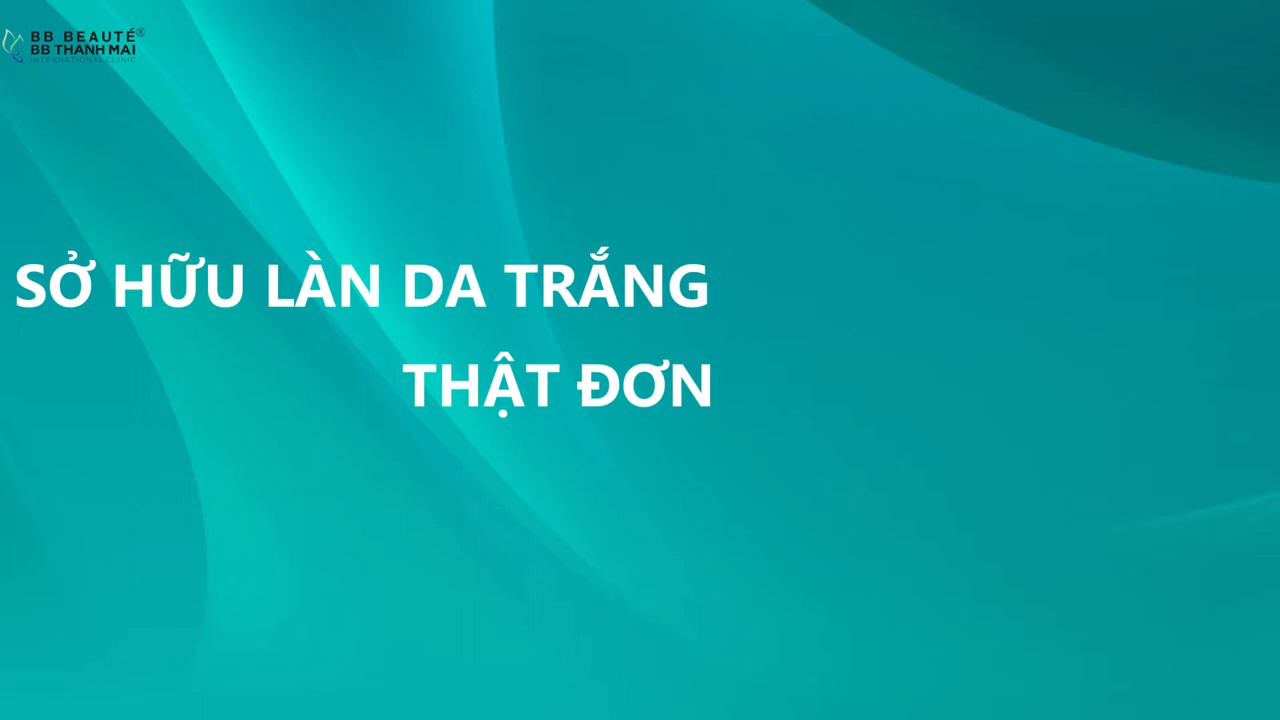 BB BEAUTÉ®
BB THANH MAI
INTERNATIONAL CLINIC
SỞ HỮU LÀN DA TRẮNG
THẬT ĐƠN